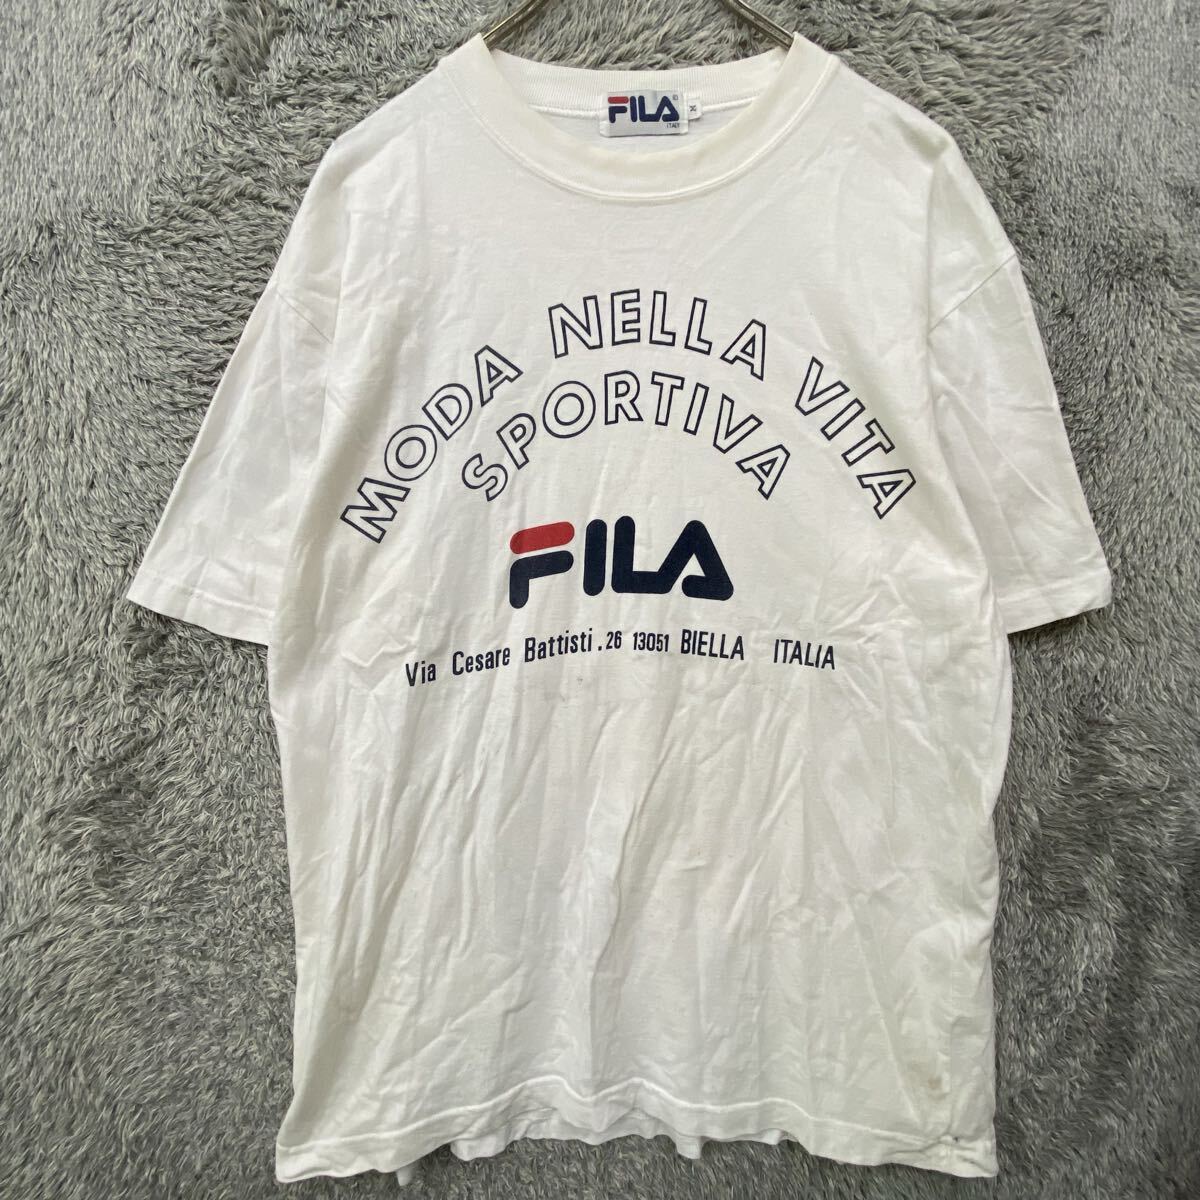 FILA
ITALY
M
MODA NELLA VITA
SPORTIVA
FILA
Via Cesare Battisti.26 13051 BIELLA ITALIA